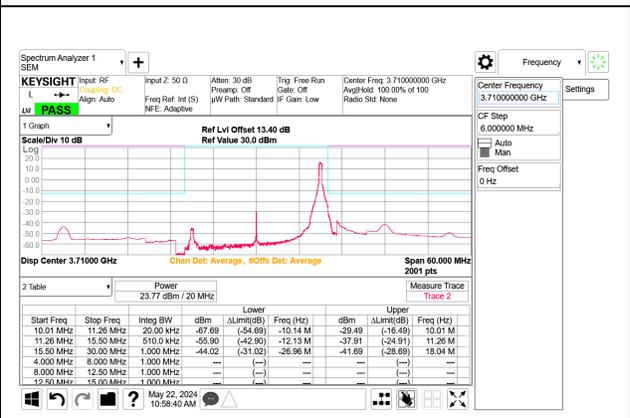 Spectrum Analyzer 1
SEM
+
Frequency
KEYSIGHT
Input: RF
Coupling: DC
Align: Auto
Input Z: 50 Ω
Freq Ref: Int (S)
NFE: Adaptive
Atten: 30 dB
Preamp: Off
µW Path: Standard
Trig: Free Run
Gate: Off
IF Gain: Low
Center Freq: 3.710000000 GHz
Avg|Hold: 100.00% of 100
Radio Std: None
L
LXI PASS
Center Frequency
3.710000000 GHz
Settings
CF Step
6.000000 MHz
Auto
Man
Freq Offset
0 Hz
1 Graph
Scale/Div 10 dB
Ref Lvl Offset 13.40 dB
Ref Value 30.0 dBm
Log
20.0
10.0
0.00
-10.0
-20.0
-30.0
-40.0
-50.0
-60.0
Disp Center 3.71000 GHz
Chan Det: Average, #Offs Det: Average
Span 60.000 MHz
2001 pts
2 Table
Power
23.77 dBm / 20 MHz
Measure Trace
Trace 2
Lower Upper
Start Freq Stop Freq Integ BW dBm ΔLimit(dB) Freq (Hz) dBm ΔLimit(dB) Freq (Hz)
10.01 MHz 11.26 MHz 20.00 kHz -67.69 (-54.69) -10.14 M -29.49 (-16.49) 10.01 M
11.26 MHz 15.50 MHz 510.0 kHz -55.90 (-42.90) -12.13 M -37.91 (-24.91) 11.26 M
15.50 MHz 30.00 MHz 1.000 MHz -44.02 (-31.02) -26.96 M -41.69 (-28.69) 18.04 M
4.000 MHz 8.000 MHz 1.000 MHz --- (---) --- --- (---) ---
8.000 MHz 12.50 MHz 1.000 MHz --- (---) --- --- (---) ---
12.50 MHz 15.00 MHz 1.000 MHz --- (---) --- --- (---) ---
?
May 22, 2024
10:58:40 AM